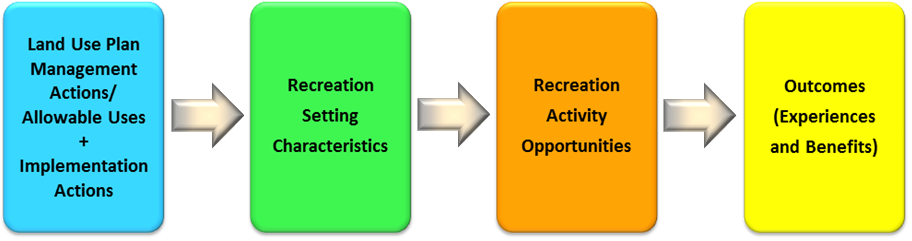 Land Use Plan
Management
Actions/
Allowable Uses
+
Implementation
Actions
Recreation
Setting
Characteristics
Recreation
Activity
Opportunities
Outcomes
(Experiences
and Benefits)